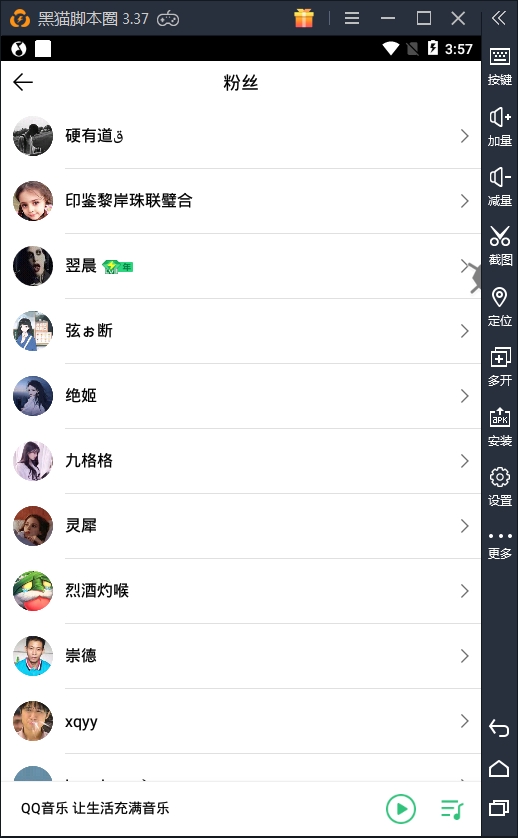 黑猫脚本圈 3.37
3:57
粉丝
硬有道ق
印鉴黎岸珠联璧合
翌晨 年
弦ぉ断
绝姬
九格格
灵犀
烈酒灼喉
崇德
xqyy
QQ音乐 让生活充满音乐
按键
加量
减量
截图
定位
多开
APK
安装
设置
更多